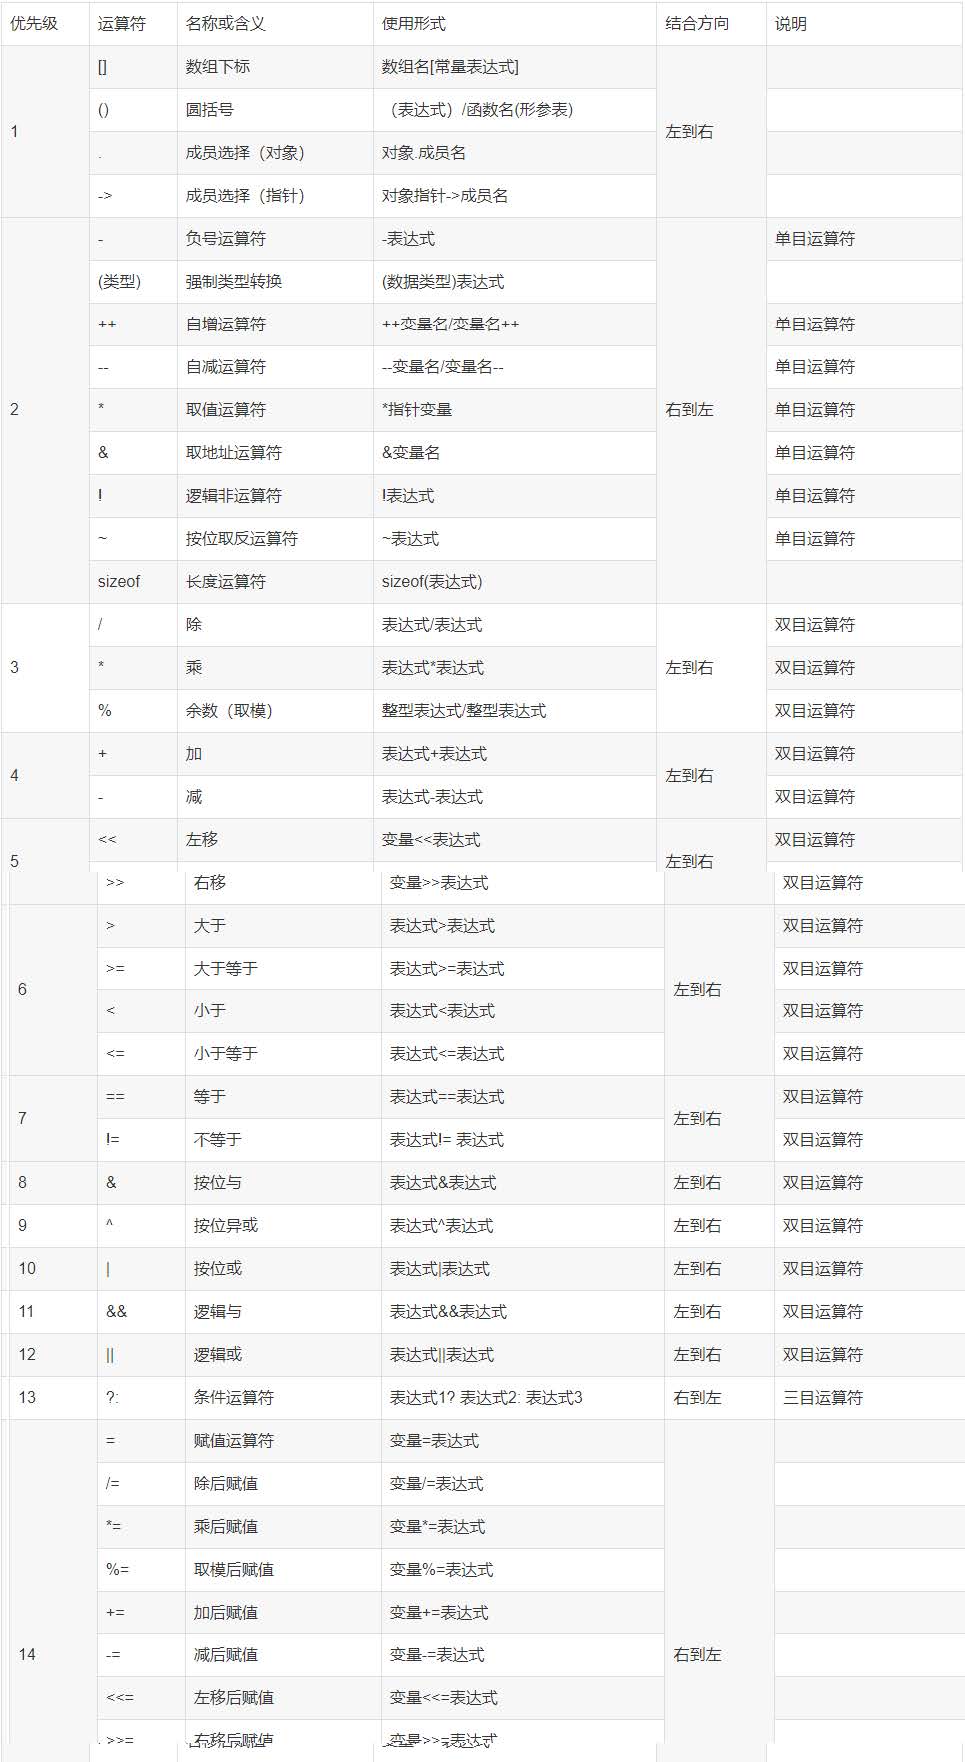 优先级 运算符 名称或含义 使用形式 结合方向 说明
1 [] 数组下标 数组名[常量表达式] 左到右
() 圆括号 （表达式）/函数名(形参表)
. 成员选择（对象） 对象.成员名
-> 成员选择（指针） 对象指针->成员名
2 - 负号运算符 -表达式 右到左 单目运算符
(类型) 强制类型转换 (数据类型)表达式
++ 自增运算符 ++变量名/变量名++ 单目运算符
-- 自减运算符 --变量名/变量名-- 单目运算符
* 取值运算符 *指针变量 单目运算符
& 取地址运算符 &变量名 单目运算符
! 逻辑非运算符 !表达式 单目运算符
~ 按位取反运算符 ~表达式 单目运算符
sizeof 长度运算符 sizeof(表达式)
3 / 除 表达式/表达式 左到右 双目运算符
* 乘 表达式*表达式 双目运算符
% 余数（取模） 整型表达式/整型表达式 双目运算符
4 + 加 表达式+表达式 左到右 双目运算符
- 减 表达式-表达式 双目运算符
5 << 左移 变量<<表达式 左到右 双目运算符
>> 右移 变量>>表达式 双目运算符
6 > 大于 表达式>表达式 左到右 双目运算符
>= 大于等于 表达式>=表达式 双目运算符
< 小于 表达式<表达式 双目运算符
<= 小于等于 表达式<=表达式 双目运算符
7 == 等于 表达式==表达式 左到右 双目运算符
!= 不等于 表达式!= 表达式 双目运算符
8 & 按位与 表达式&表达式 左到右 双目运算符
9 ^ 按位异或 表达式^表达式 左到右 双目运算符
10 | 按位或 表达式|表达式 左到右 双目运算符
11 && 逻辑与 表达式&&表达式 左到右 双目运算符
12 || 逻辑或 表达式||表达式 左到右 双目运算符
13 ?: 条件运算符 表达式1? 表达式2: 表达式3 右到左 三目运算符
14 = 赋值运算符 变量=表达式 右到左
/= 除后赋值 变量/=表达式
*= 乘后赋值 变量*=表达式
%= 取模后赋值 变量%=表达式
+= 加后赋值 变量+=表达式
-= 减后赋值 变量-=表达式
<<= 左移后赋值 变量<<=表达式
>>= 右移后赋值 变量>>=表达式